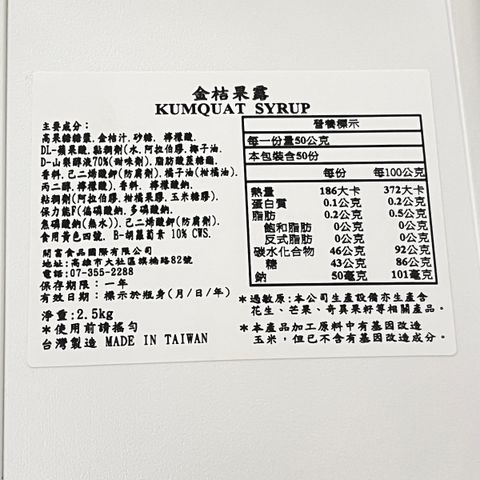 金桔果露
KUMQUAT SYRUP
主要成分:
高果糖糖漿.金桔汁.砂糖. 檸檬酸.
DL-蘋果酸.黏稠劑(水.阿拉伯膠.椰子油.
D-山梨醇液70%(甜味劑).脂肪酸蔗糖酯.
香料.己二烯酸鉀(防腐劑).橘子油(柑橘油).
丙二醇.檸檬酸). 香料. 檸檬酸鈉.
粘稠劑(阿拉伯膠.柑橘果膠.玉米糖膠).
保力能F(偏磷酸鈉.多磷酸鈉.
焦磷酸鈉(無水)).己二烯酸鉀(防腐劑).
食用黃色四號. B-胡蘿蔔素 10% CWS.
開富食品國際有限公司
地址:高雄市大社區旗楠路82號
電話:07-355-2288
保存期限:一年
有效日期:標示於瓶身(月/日/年)
淨重:2.5kg
*使用前請搖勻
台灣製造 MADE IN TAIWAN
營養標示
每一份量50公克
本包裝含50份
每份 每100公克
熱量 186大卡 372大卡
蛋白質 0.1公克 0.2公克
脂肪 0.2公克 0.5公克
飽和脂肪 0公克 0公克
反式脂肪 0公克 0公克
碳水化合物 46公克 92公克
糖 43公克 86公克
鈉 50毫克 101毫克
*過敏原:本公司生產設備亦生產含
花生、芒果、奇異果籽等相關產品.
*本產品加工原料中有基因改造
玉米,但已不含有基因改造成分.